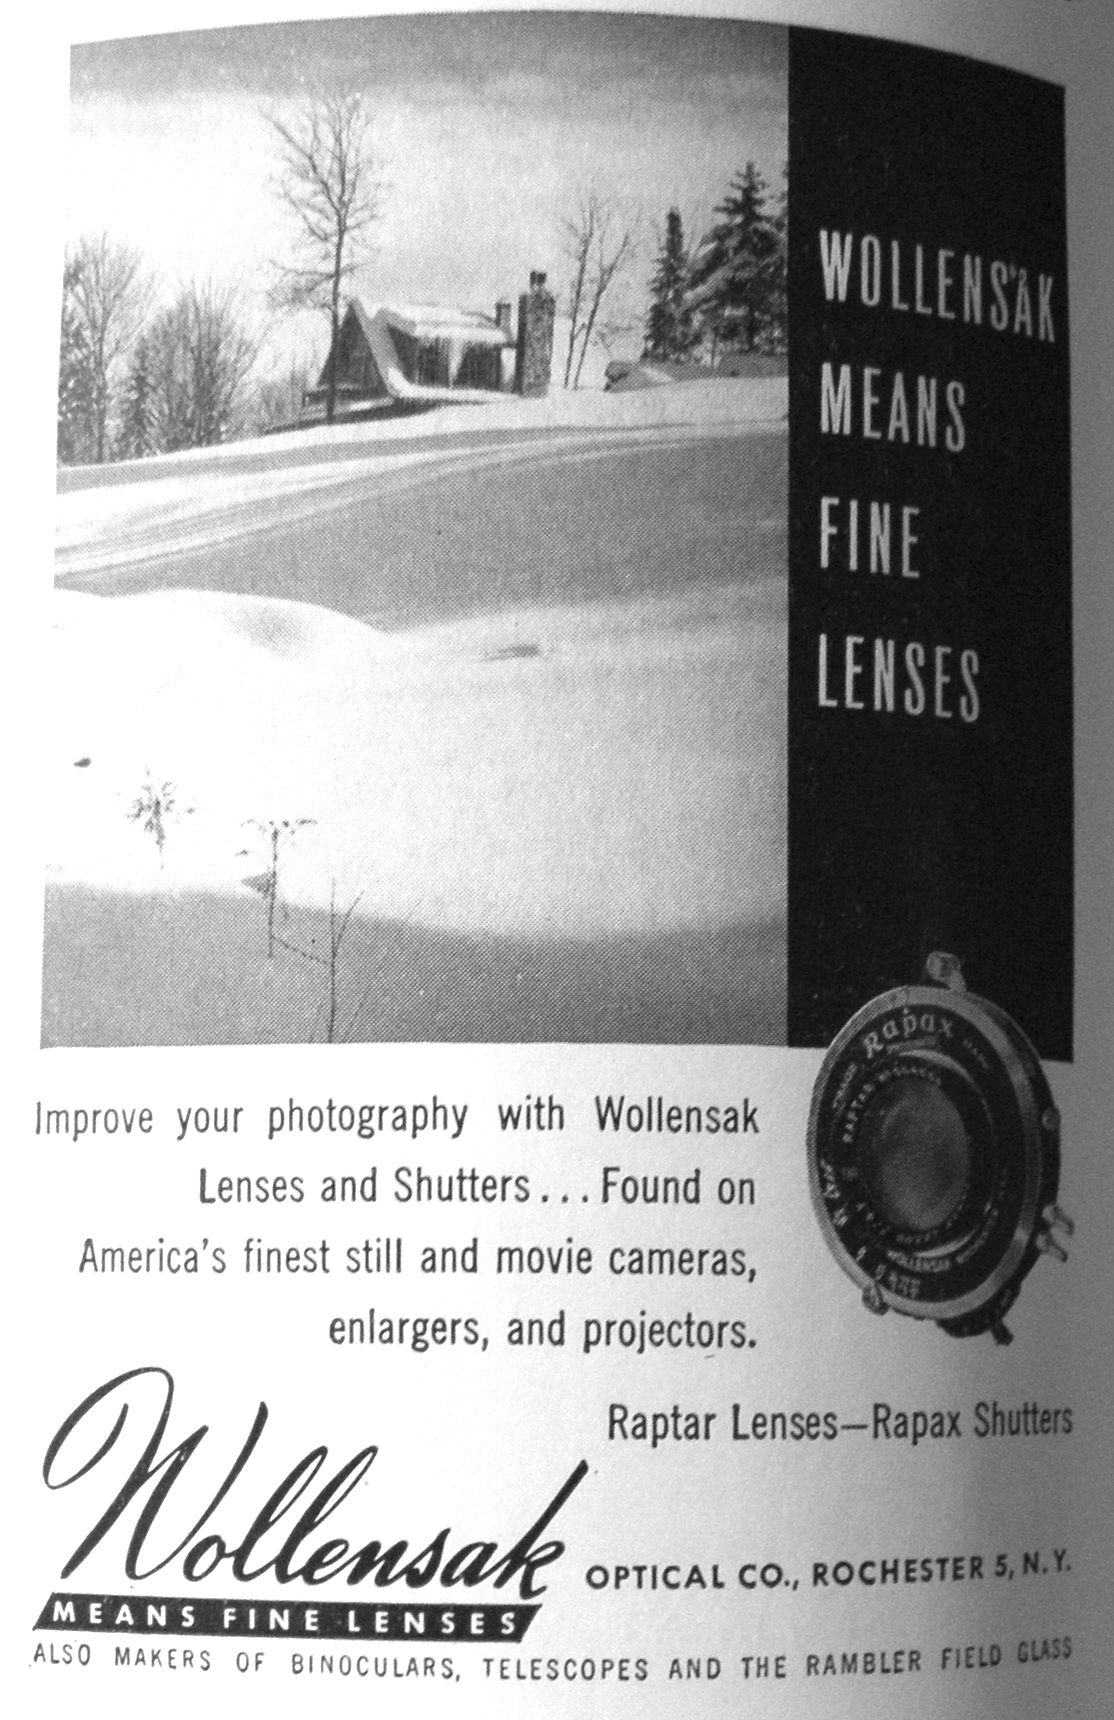 WOLLENSAK
MEANS
FINE
LENSES
Rapax
RAPTAR
WOLLENSAK
Improve your photography with Wollensak
Lenses and Shutters... Found on
America's finest still and movie cameras,
enlargers, and projectors.
Raptar Lenses—Rapax Shutters
Wollensak
OPTICAL CO., ROCHESTER 5, N.Y.
MEANS FINE LENSES
ALSO MAKERS OF BINOCULARS, TELESCOPES AND THE RAMBLER FIELD GLASS